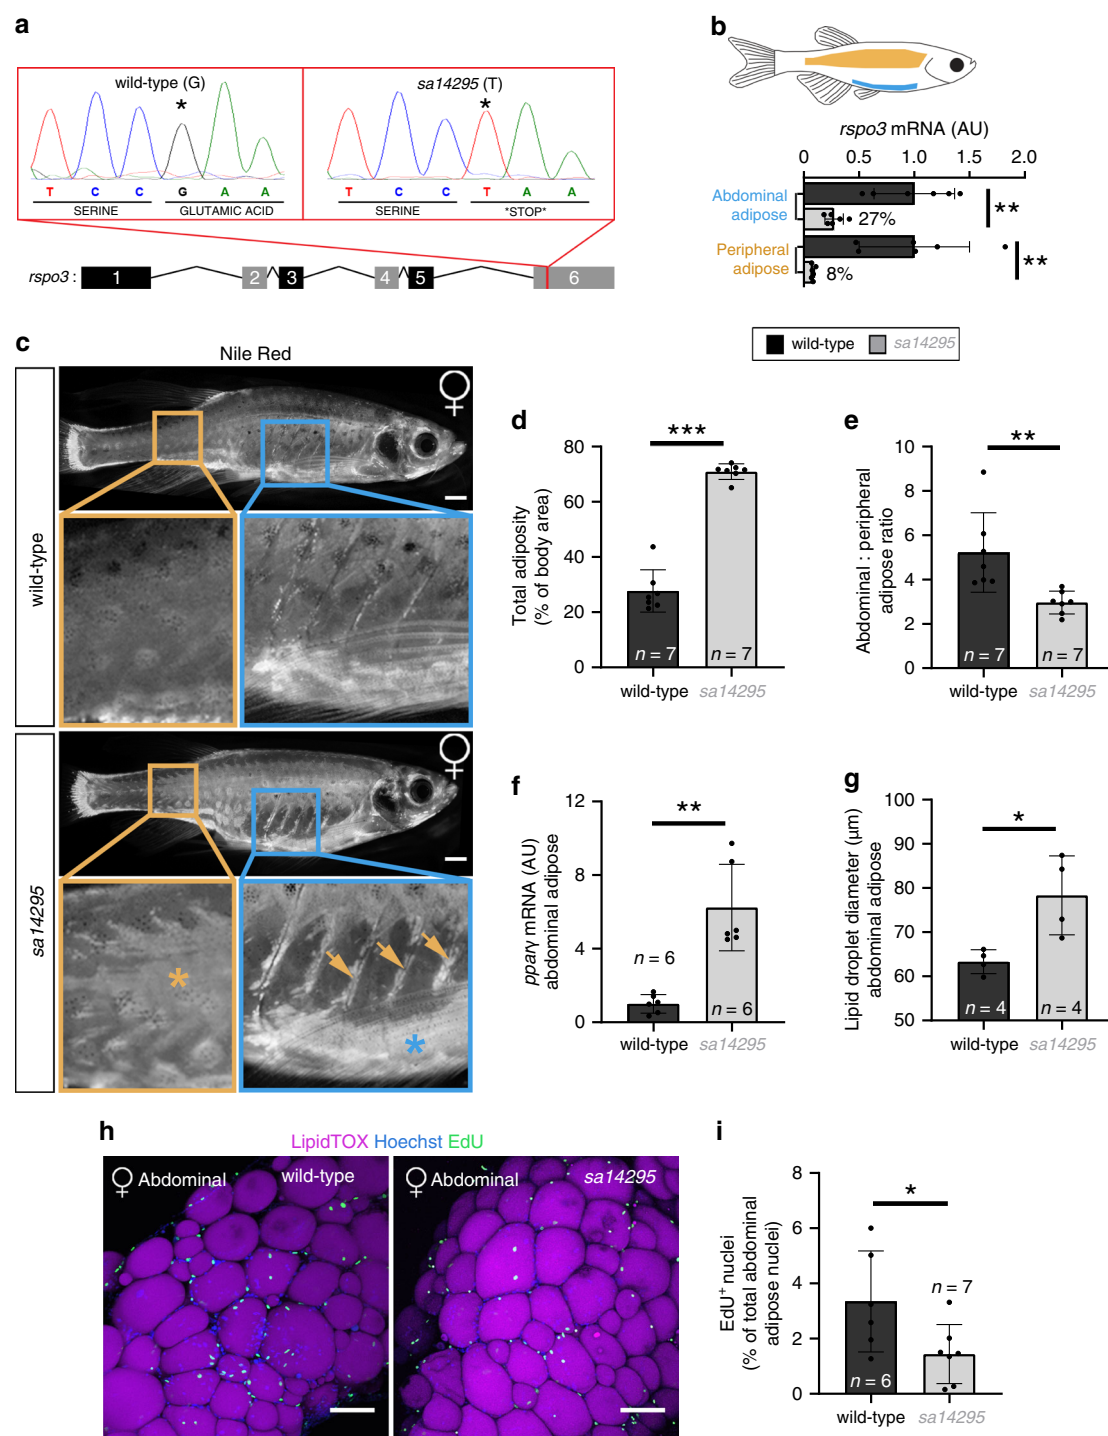 a
wild-type (G)
sa14295 (T)
*
*
T C C G A A
T C C T A A
SERINE GLUTAMIC ACID
SERINE *STOP*
rspo3 : 1 2 3 4 5 6
b
rspo3 mRNA (AU)
0 0.5 1.0 1.5 2.0
Abdominal
adipose
27%
**
Peripheral
adipose
8%
**
wild-type sa14295
c
Nile Red
♀
wild-type
♀
sa14295
*
*
d
***
80
60
40
20
0
Total adiposity
(% of body area)
n = 7 n = 7
wild-type sa14295
e
**
10
8
6
4
2
0
Abdominal : peripheral
adipose ratio
n = 7 n = 7
wild-type sa14295
f
**
12
8
4
0
pparγ mRNA (AU)
abdominal adipose
n = 6
n = 6
wild-type sa14295
g
*
100
90
80
70
60
50
Lipid droplet diameter (µm)
abdominal adipose
n = 4 n = 4
wild-type sa14295
h
LipidTOX Hoechst EdU
♀ Abdominal wild-type
♀ Abdominal sa14295
i
*
8
6
4
2
0
EdU+ nuclei
(% of total abdominal
adipose nuclei)
n = 7
n = 6
wild-type sa14295